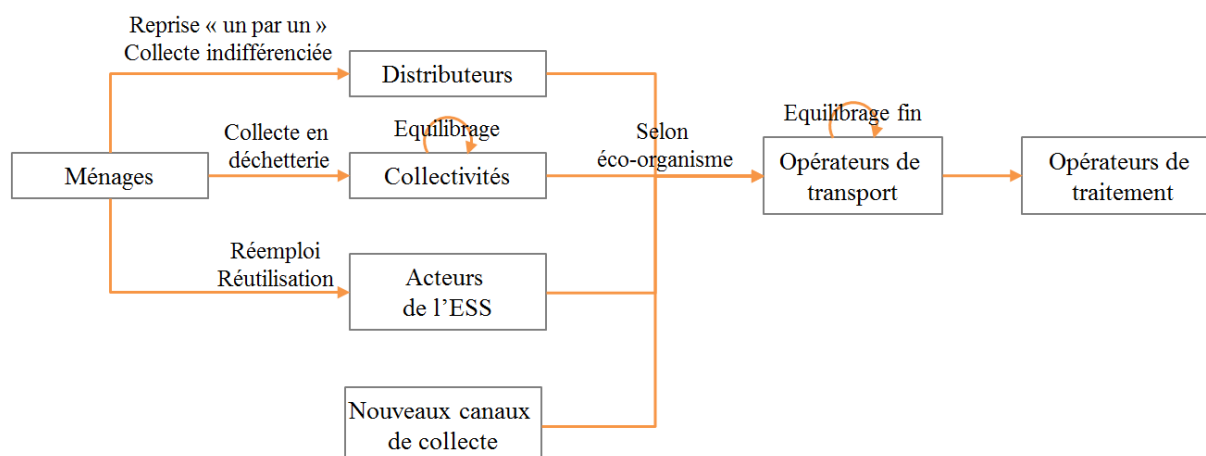 Reprise « un par un »
Collecte indifférenciée
Distributeurs
Collecte en
déchetterie
Equilibrage
Selon
éco-organisme
Equilibrage fin
Ménages
Collectivités
Opérateurs de
transport
Opérateurs de
traitement
Réemploi
Réutilisation
Acteurs
de l’ESS
Nouveaux canaux
de collecte